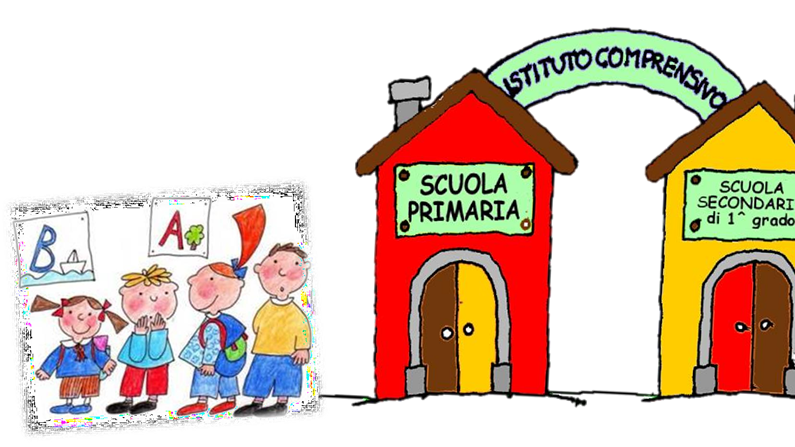 ISTITUTO COMPRENSIVO
SCUOLA
PRIMARIA
SCUOLA
SECONDARI
di 1^ grado
B
A